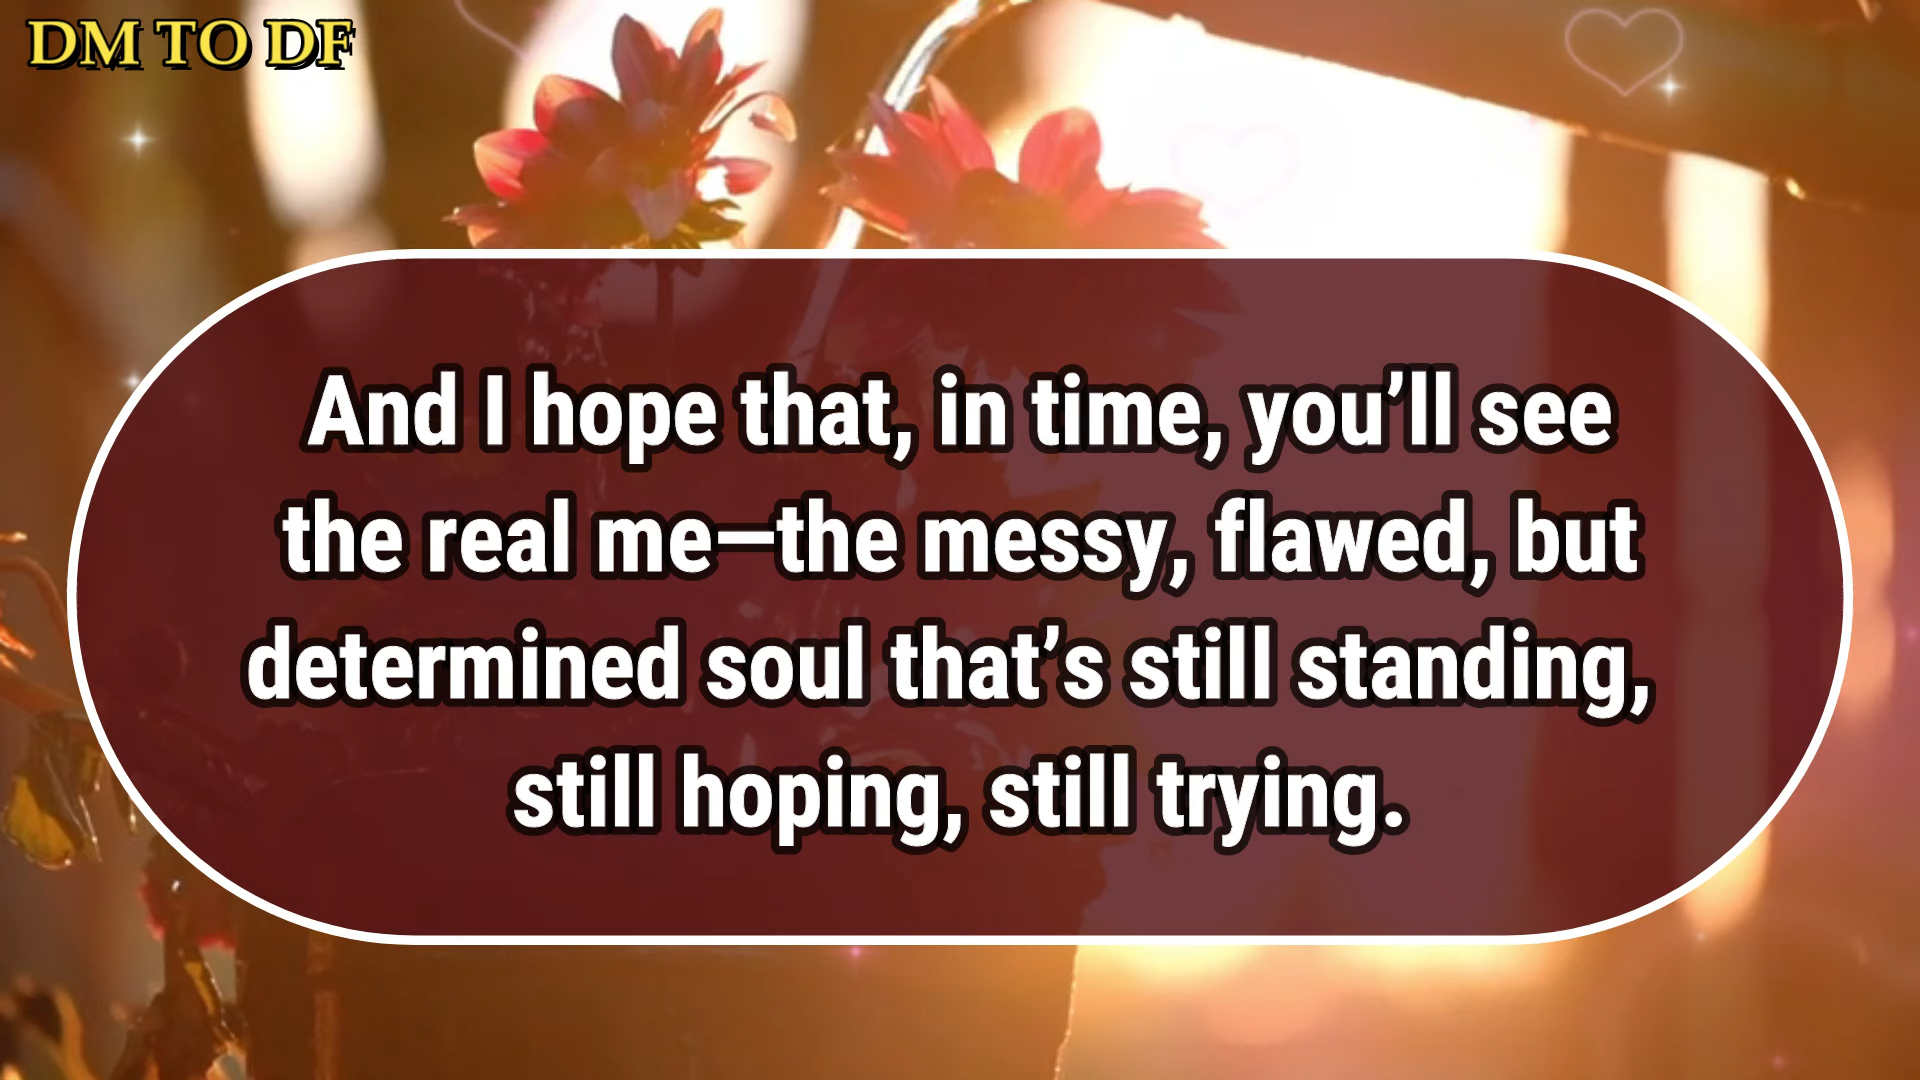 DM TO DF
And I hope that, in time, you’ll see
the real me—the messy, flawed, but
determined soul that’s still standing,
still hoping, still trying.